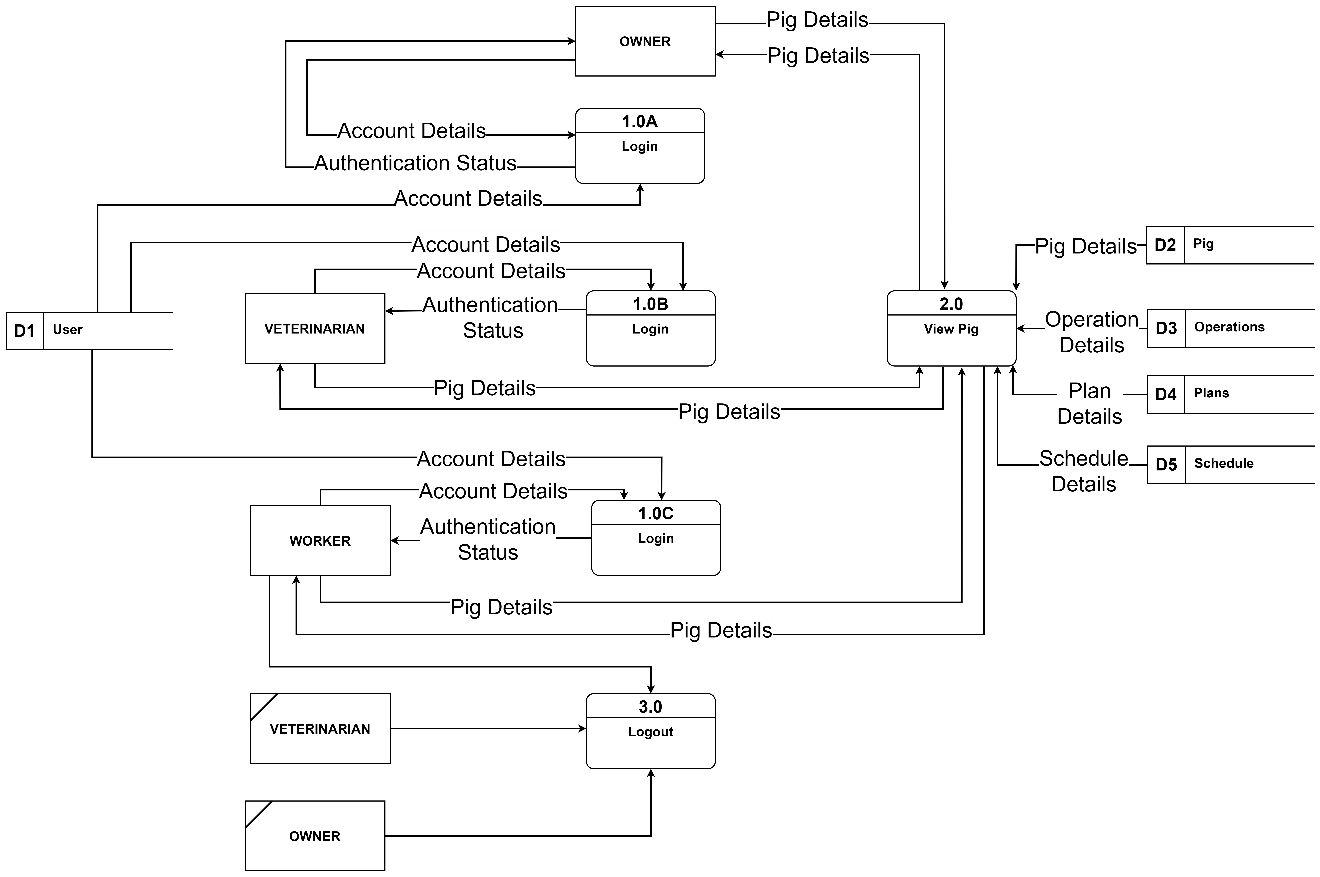 OWNER
Pig Details
Pig Details
1.0A
Login
Account Details
Authentication Status
Account Details
Account Details
Account Details
Authentication
Status
VETERINARIAN
1.0B
Login
D1 User
2.0
View Pig
Pig Details
D2 Pig
Operation
Details
D3 Operations
Plan
Details
D4 Plans
Schedule
Details
D5 Schedule
Pig Details
Pig Details
Account Details
Account Details
Authentication
Status
WORKER
1.0C
Login
Pig Details
Pig Details
3.0
Logout
VETERINARIAN
OWNER